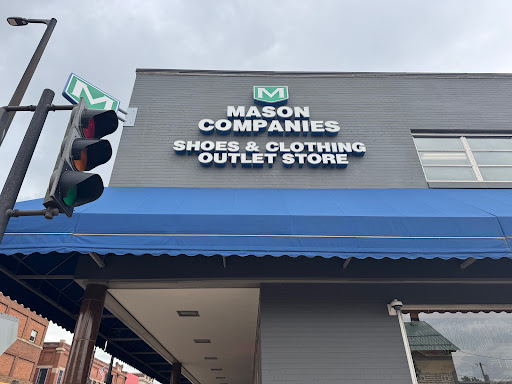 M
M
MASON
COMPANIES
SHOES & CLOTHING
OUTLET STORE